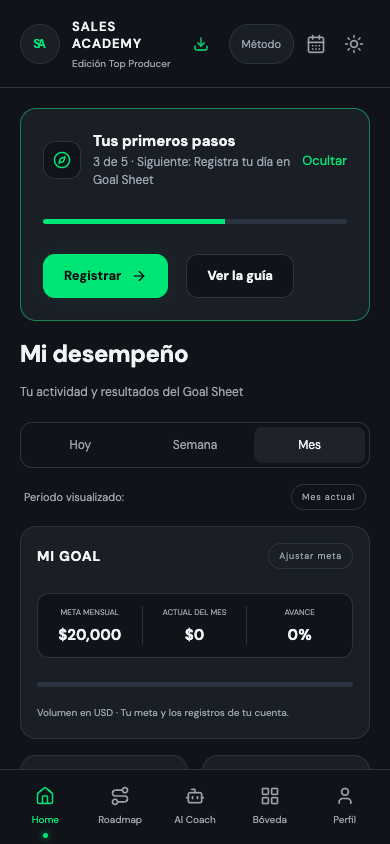 SA
SALES
ACADEMY
Edición Top Producer
Método
Tus primeros pasos
3 de 5 · Siguiente: Registra tu día en
Goal Sheet
Ocultar
Registrar →
Ver la guía
Mi desempeño
Tu actividad y resultados del Goal Sheet
Hoy
Semana
Mes
Periodo visualizado:
Mes actual
MI GOAL
Ajustar meta
META MENSUAL
$20,000
ACTUAL DEL MES
$0
AVANCE
0%
Volumen en USD · Tu meta y los registros de tu cuenta.
Home
Roadmap
AI Coach
Bóveda
Perfil